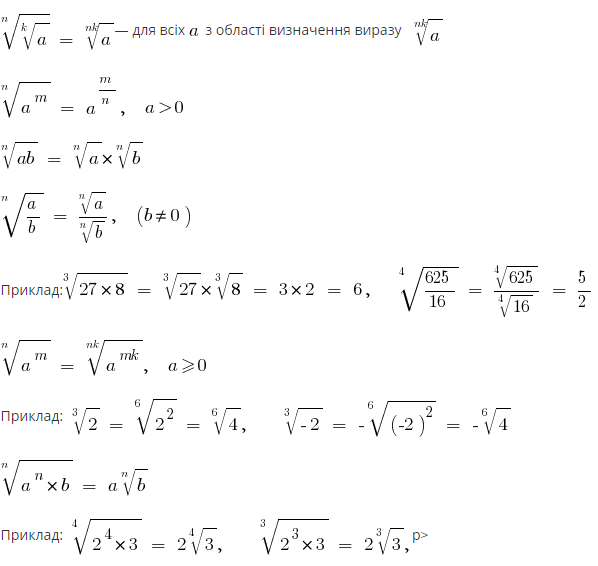 ⁿ√(ᵏ√a) = ⁿᵏ√a — для всіх a з області визначення виразу ⁿᵏ√a
ⁿ√(a^m) = a^(m/n), a > 0
ⁿ√(ab) = ⁿ√a × ⁿ√b
ⁿ√(a/b) = ⁿ√a / ⁿ√b, (b ≠ 0)
Приклад: ³√(27 × 8) = ³√27 × ³√8 = 3 × 2 = 6, ⁴√(625/16) = ⁴√625 / ⁴√16 = 5/2
ⁿ√(a^m) = ⁿᵏ√(a^mk), a ⩾ 0
Приклад: ³√2 = ⁶√(2²) = ⁶√4, ³√(-2) = -⁶√((-2)²) = -⁶√4
ⁿ√(aⁿ × b) = a ⁿ√b
Приклад: ⁴√(2⁴ × 3) = 2 ⁴√3, ³√(2³ × 3) = 2 ³√3, p>